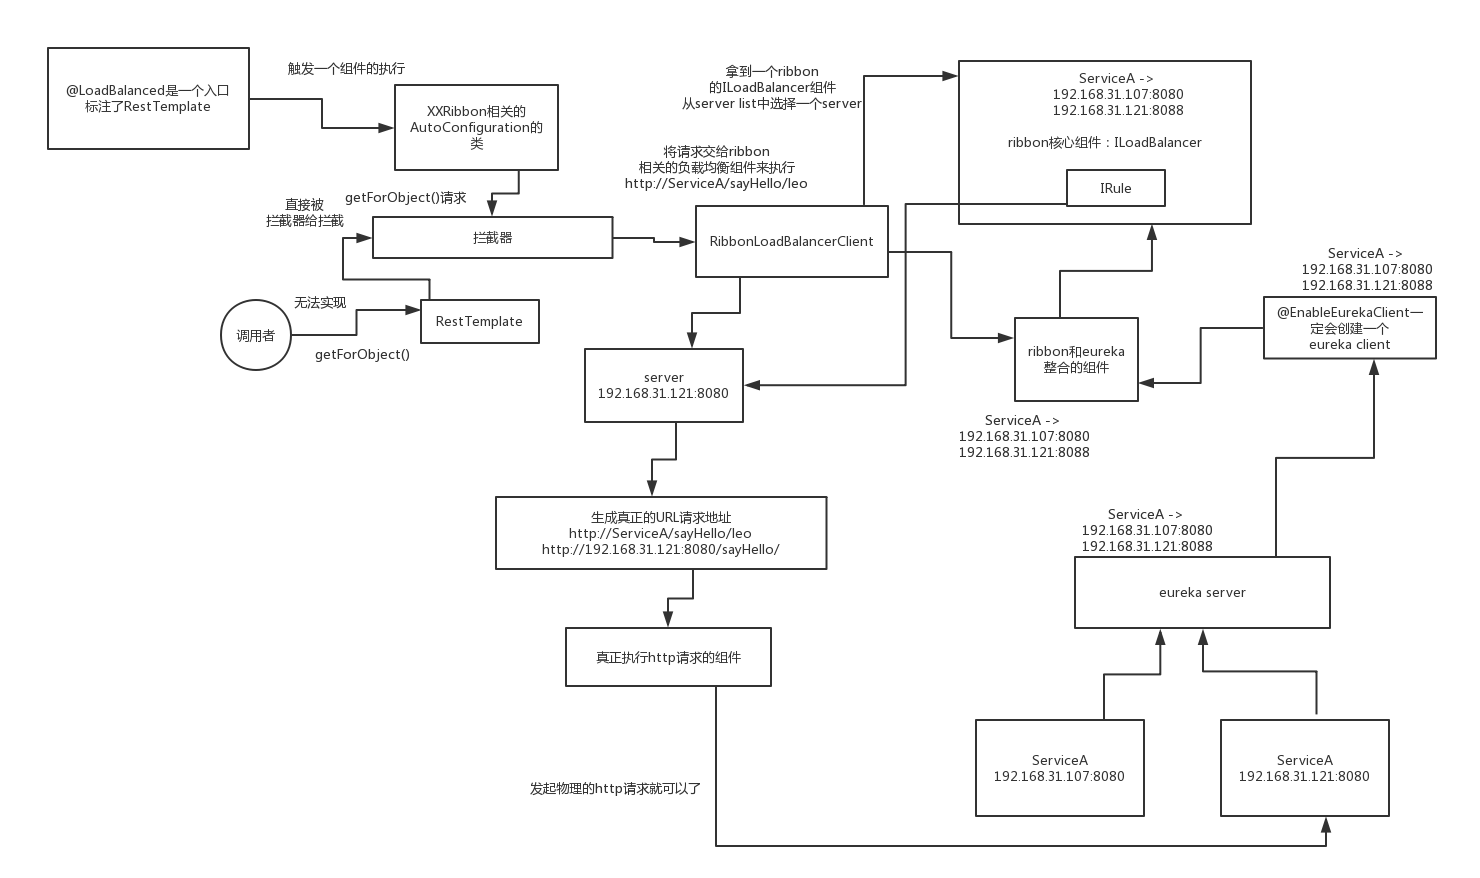 @LoadBalanced是一个入口
标注了RestTemplate
触发一个组件的执行
XXRibbon相关的
AutoConfiguration的
类
getForObject()请求
直接被
拦截器给拦截
拦截器
调用者
无法实现
getForObject()
RestTemplate
将请求交给ribbon
相关的负载均衡组件来执行
http://ServiceA/sayHello/leo
RibbonLoadBalancerClient
拿到一个ribbon
的ILoadBalancer组件
从server list中选择一个server
ServiceA ->
192.168.31.107:8080
192.168.31.121:8088
ribbon核心组件：ILoadBalancer
IRule
ServiceA ->
192.168.31.107:8080
192.168.31.121:8088
@EnableEurekaClient一
定会创建一个
eureka client
ribbon和eureka
整合的组件
ServiceA ->
192.168.31.107:8080
192.168.31.121:8088
server
192.168.31.121:8080
生成真正的URL请求地址
http://ServiceA/sayHello/leo
http://192.168.31.121:8080/sayHello/
真正执行http请求的组件
发起物理的http请求就可以了
ServiceA ->
192.168.31.107:8080
192.168.31.121:8088
eureka server
ServiceA
192.168.31.107:8080
ServiceA
192.168.31.121:8080